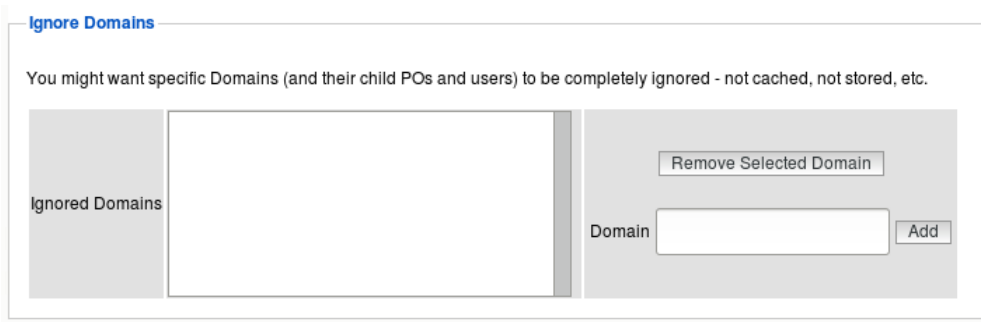 Ignore Domains
You might want specific Domains (and their child POs and users) to be completely ignored - not cached, not stored, etc.
Remove Selected Domain
Ignored Domains
Domain
Add